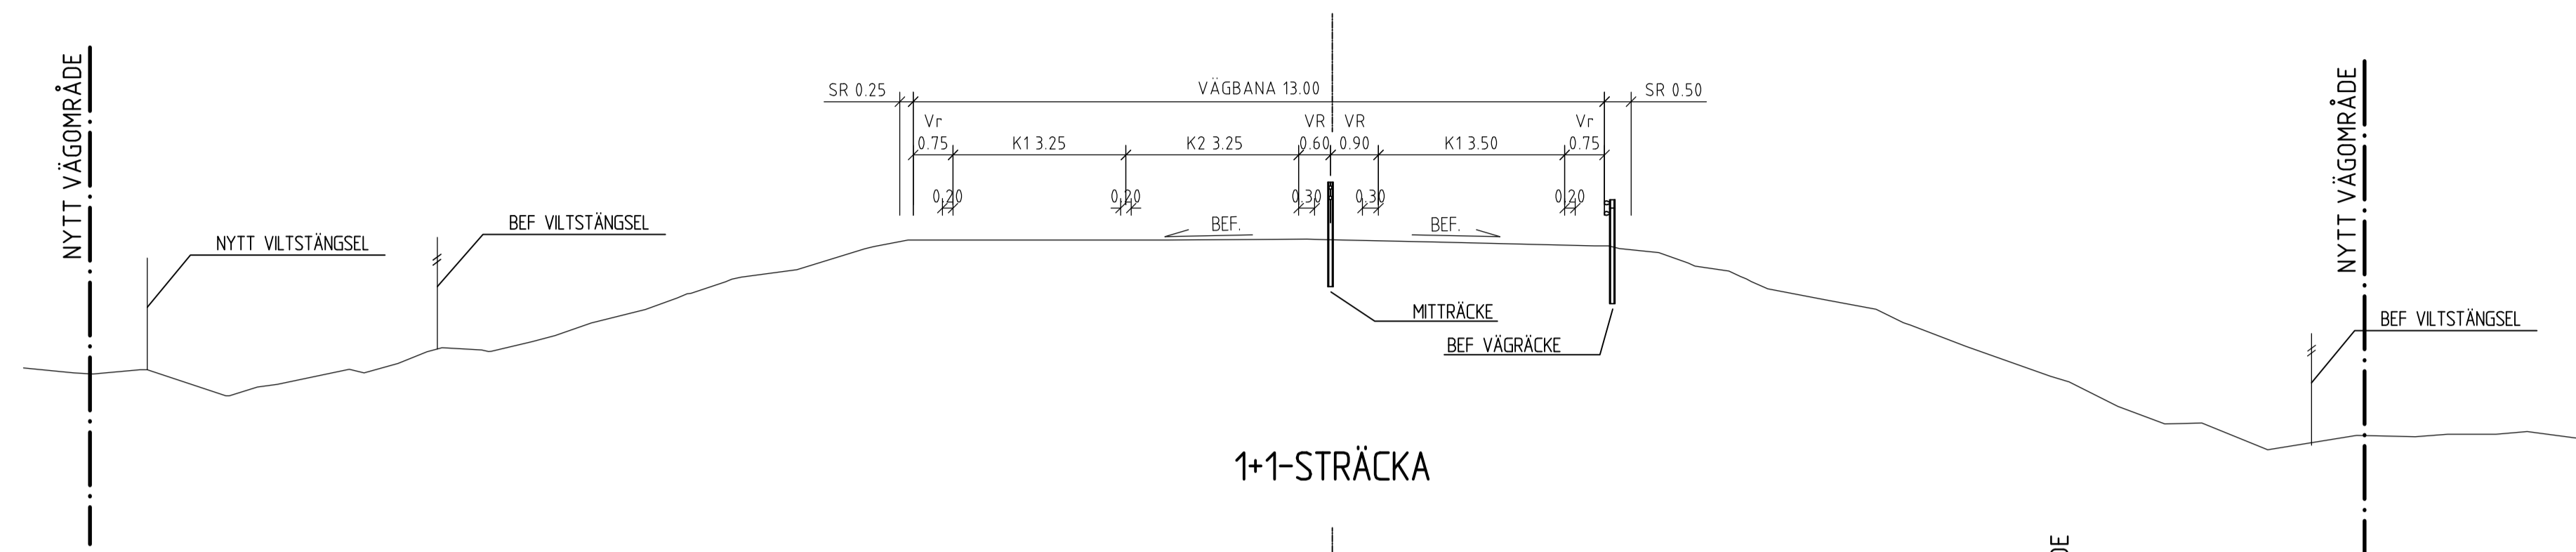 NYTT VÄGOMRÅDE
SR 0.25
VÄGBANA 13.00
SR 0.50
NYTT VÄGOMRÅDE
Vr
VR
VR
Vr
0.75
K1 3.25
K2 3.25
0.60
0.90
K1 3.50
0.75
0.20
0.20
0.30
0.30
0.20
NYTT VILTSTÄNGSEL
BEF VILTSTÄNGSEL
BEF.
BEF.
MITTRÄCKE
BEF VÄGRÄCKE
BEF VILTSTÄNGSEL
1+1-STRÄCKA
DE